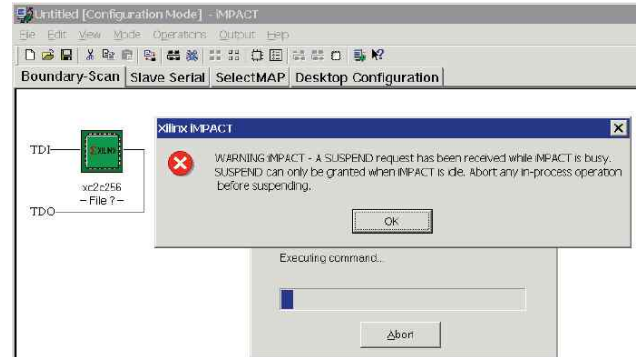 Untitled [Configuration Mode] - iMPACT
File Edit View Mode Operations Output Help
Boundary-Scan Slave Serial SelectMAP Desktop Configuration
Xilinx iMPACT
TDI
XILINX
WARNING:iMPACT - A SUSPEND request has been received while iMPACT is busy.
SUSPEND can only be granted when iMPACT is idle. Abort any in-process operation
before suspending.
xc2c256
– File ? –
TDO
OK
Executing command...
Abort